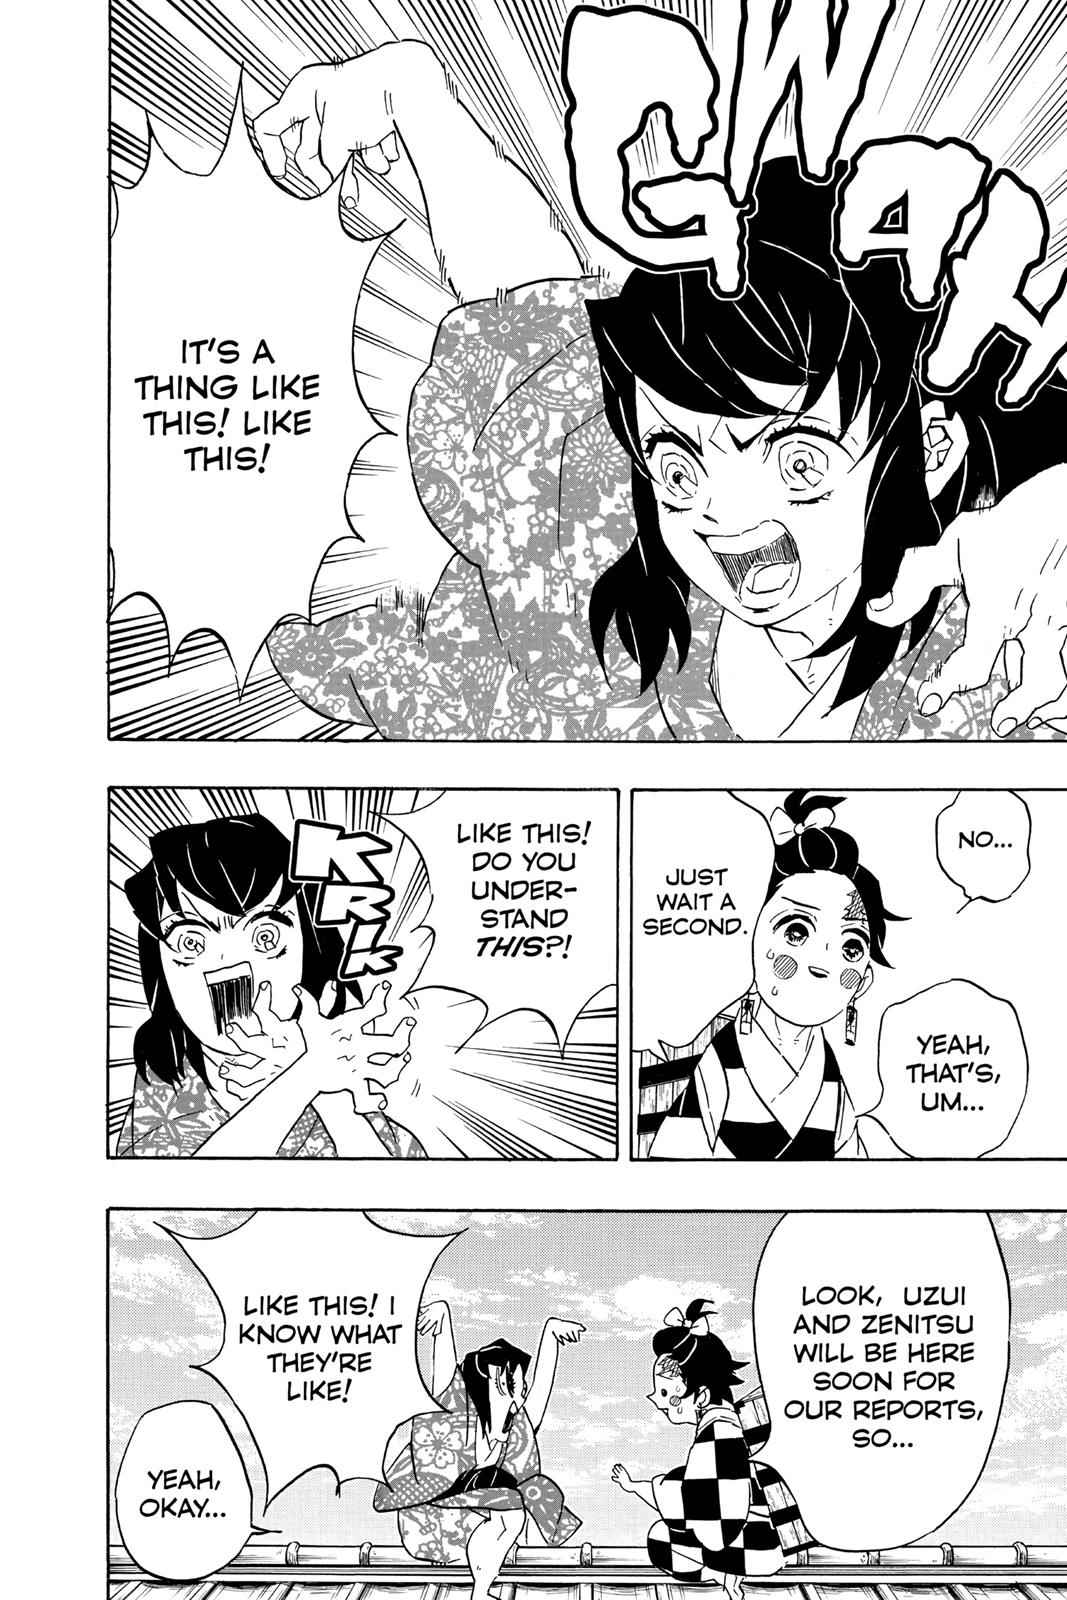 GWAH
IT'S A
THING LIKE
THIS! LIKE
THIS!
NO...
JUST
WAIT A
SECOND.
YEAH,
THAT'S,
UM...
LIKE THIS!
DO YOU
UNDER-
STAND
THIS?!
KRRK
LOOK, UZUI
AND ZENITSU
WILL BE HERE
SOON FOR
OUR REPORTS,
SO...
LIKE THIS! I
KNOW WHAT
THEY'RE
LIKE!
YEAH,
OKAY...